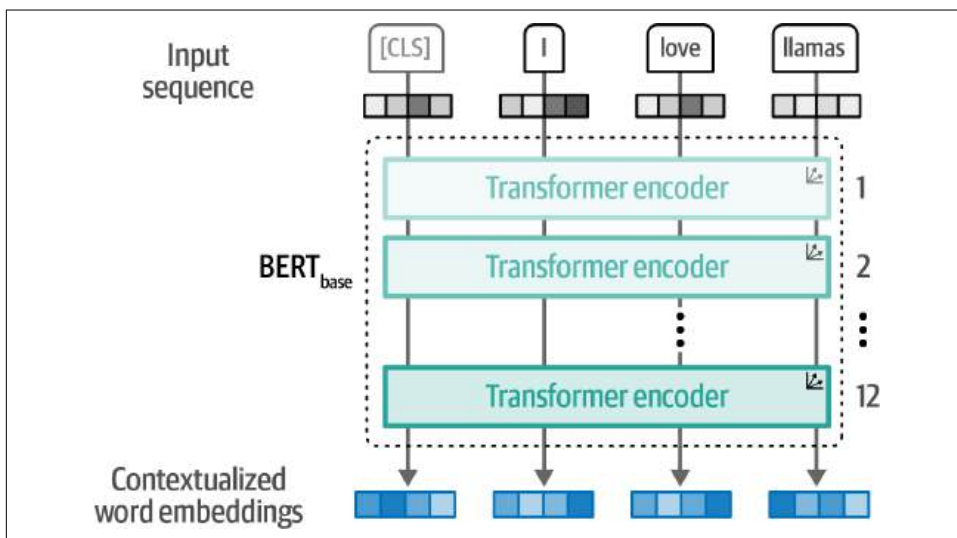 Input
sequence
[CLS] I love llamas
Transformer encoder 1
Transformer encoder 2
BERTbase
Transformer encoder 12
Contextualized
word embeddings